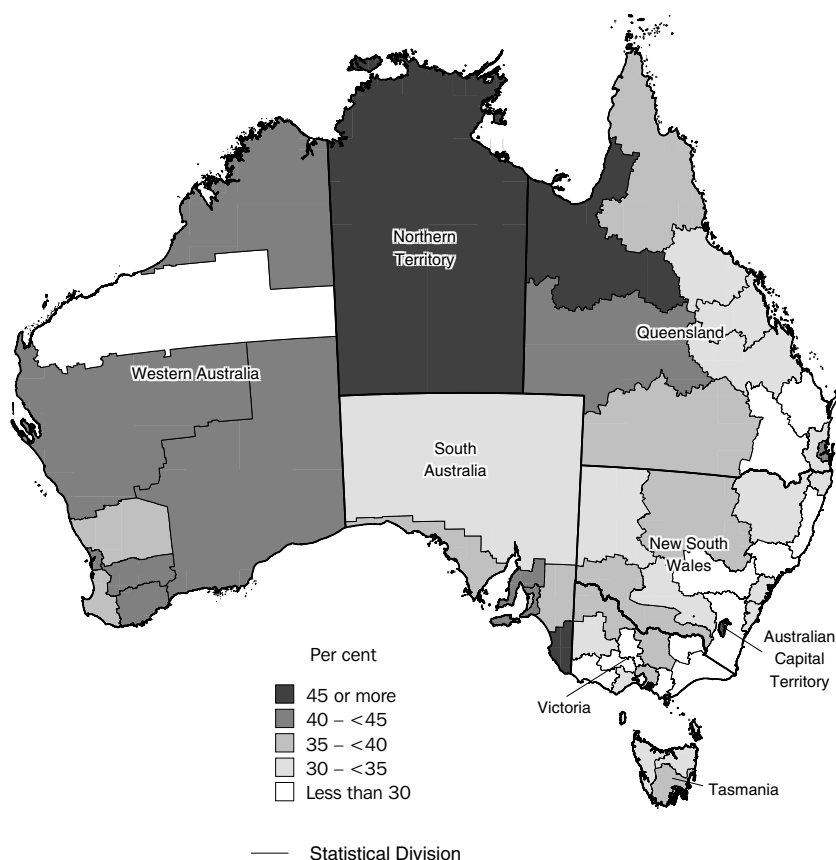 Northern
Territory
Queensland
Western Australia
South
Australia
New South
Wales
Australian
Capital
Territory
Victoria
Tasmania
Per cent
45 or more
40 – <45
35 – <40
30 – <35
Less than 30
Statistical Division